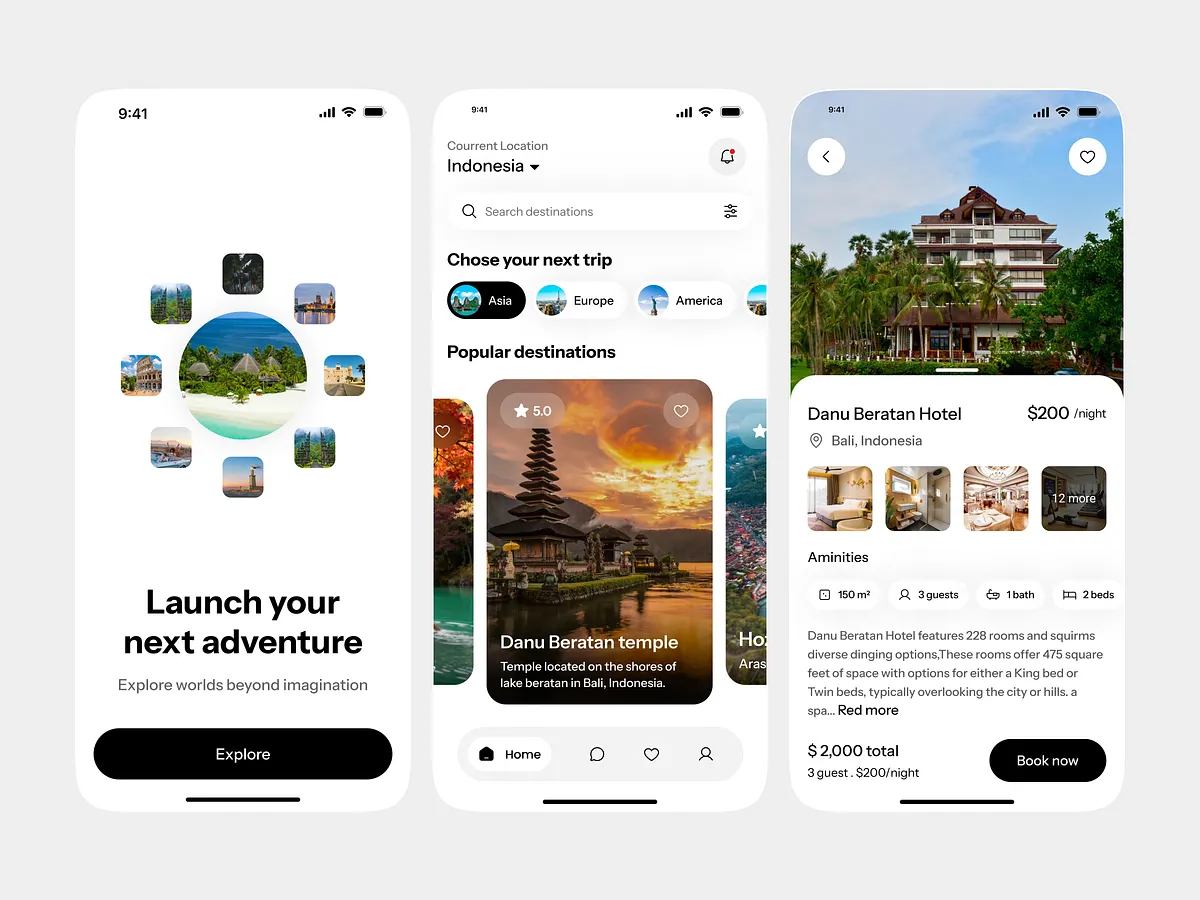 9:41
Launch your
next adventure
Explore worlds beyond imagination
Explore
9:41
Courrent Location
Indonesia
Search destinations
Chose your next trip
Asia
Europe
America
Popular destinations
5.0
Danu Beratan temple
Temple located on the shores of
lake beratan in Bali, Indonesia.
Hoz
Aras
Home
9:41
Danu Beratan Hotel
$200 /night
Bali, Indonesia
12 more
Aminities
150 m²
3 guests
1 bath
2 beds
Danu Beratan Hotel features 228 rooms and squirms
diverse dinging options,These rooms offer 475 square
feet of space with options for either a King bed or
Twin beds, typically overlooking the city or hills. a
spa... Red more
$ 2,000 total
3 guest . $200/night
Book now